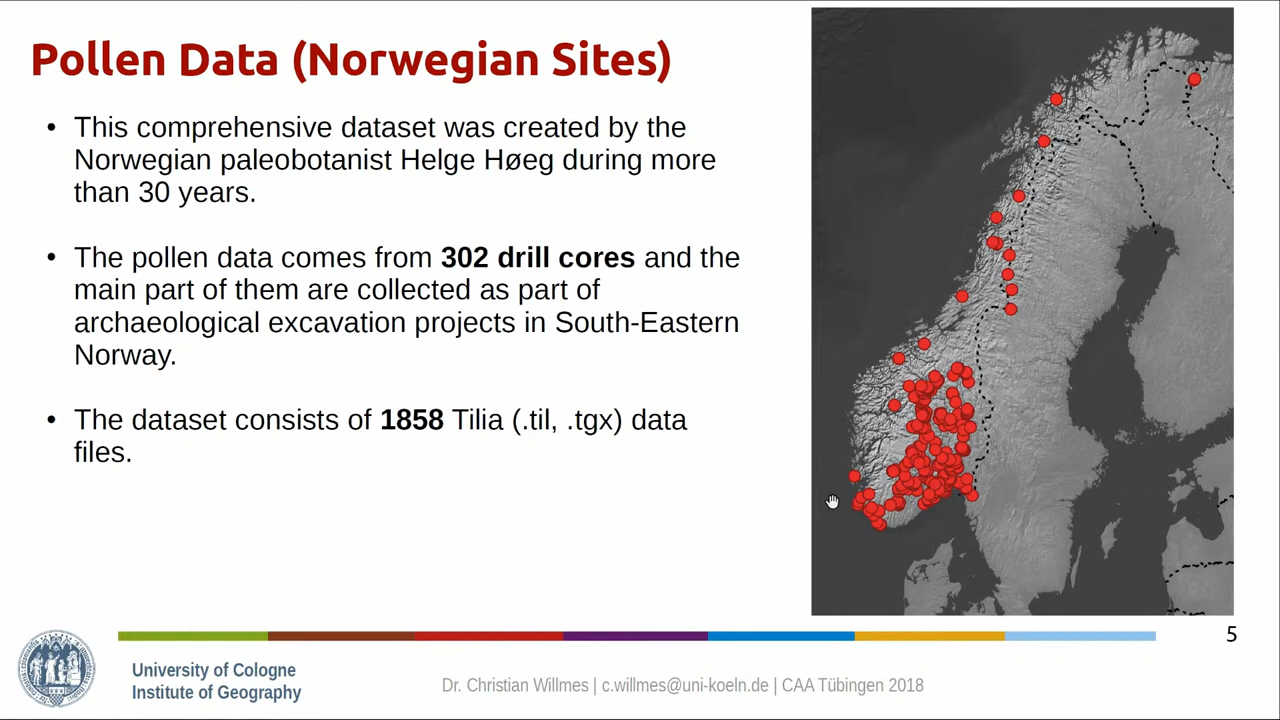 Pollen Data (Norwegian Sites)
• This comprehensive dataset was created by the
Norwegian paleobotanist Helge Høeg during more
than 30 years.
• The pollen data comes from 302 drill cores and the
main part of them are collected as part of
archaeological excavation projects in South-Eastern
Norway.
• The dataset consists of 1858 Tilia (.til, .tgx) data
files.
5
University of Cologne
Institute of Geography
Dr. Christian Willmes | c.willmes@uni-koeln.de | CAA Tübingen 2018